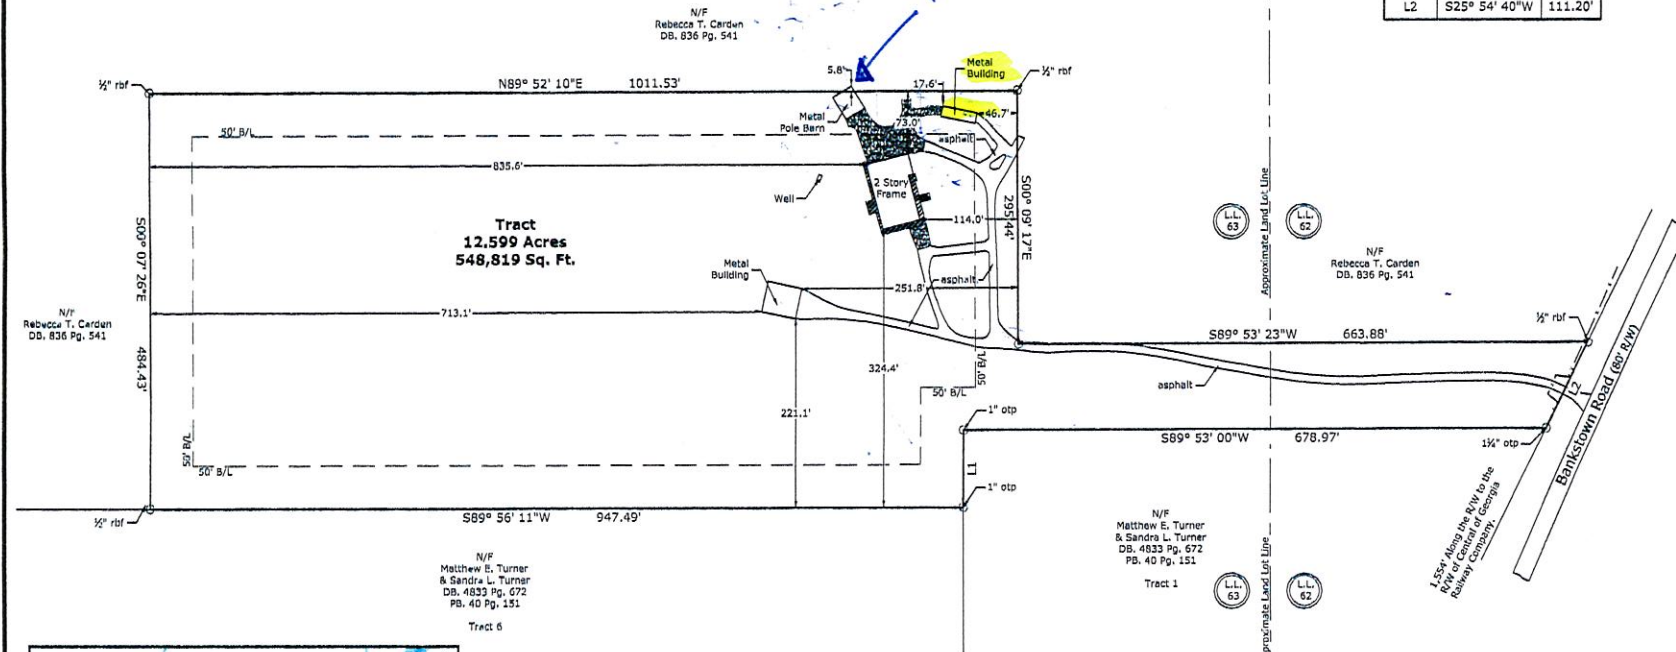 L2 S25° 54' 40"W 111.20'
N/F
Rebecca T. Carden
DB. 836 Pg. 541
½" rbf
N89° 52' 10"E 1011.53'
5.8'
17.6'
Metal
Building
½" rbf
Metal
Pole Barn
73.0'
46.7'
50' B/L
asphalt
835.6'
Well
2 Story
Frame
114.0'
S00° 09' 17"E
295.44'
Tract
12.599 Acres
548,819 Sq. Ft.
S00° 07' 26"E
484.43'
Metal
Building
asphalt
251.8'
713.1'
N/F
Rebecca T. Carden
DB. 836 Pg. 541
324.4'
221.1'
50' B/L
50' B/L
50' B/L
50' B/L
½" rbf
S89° 56' 11"W 947.49'
L1
1" otp
1" otp
Approximate Land Lot Line
L.L.
63
L.L.
62
N/F
Rebecca T. Carden
DB. 836 Pg. 541
S89° 53' 23"W 663.88'
½" rbf
asphalt
L2
S89° 53' 00"W 678.97'
1¼" otp
Bankstown Road (80' R/W)
1,554' Along the R/W to the
R/W of Central of Georgia
Railway Company.
N/F
Matthew E. Turner
& Sandra L. Turner
DB. 4833 Pg. 672
PB. 40 Pg. 151
Tract 1
L.L.
63
L.L.
62
proximate Land Lot Line
N/F
Matthew E. Turner
& Sandra L. Turner
DB. 4833 Pg. 672
PB. 40 Pg. 151
Tract 6